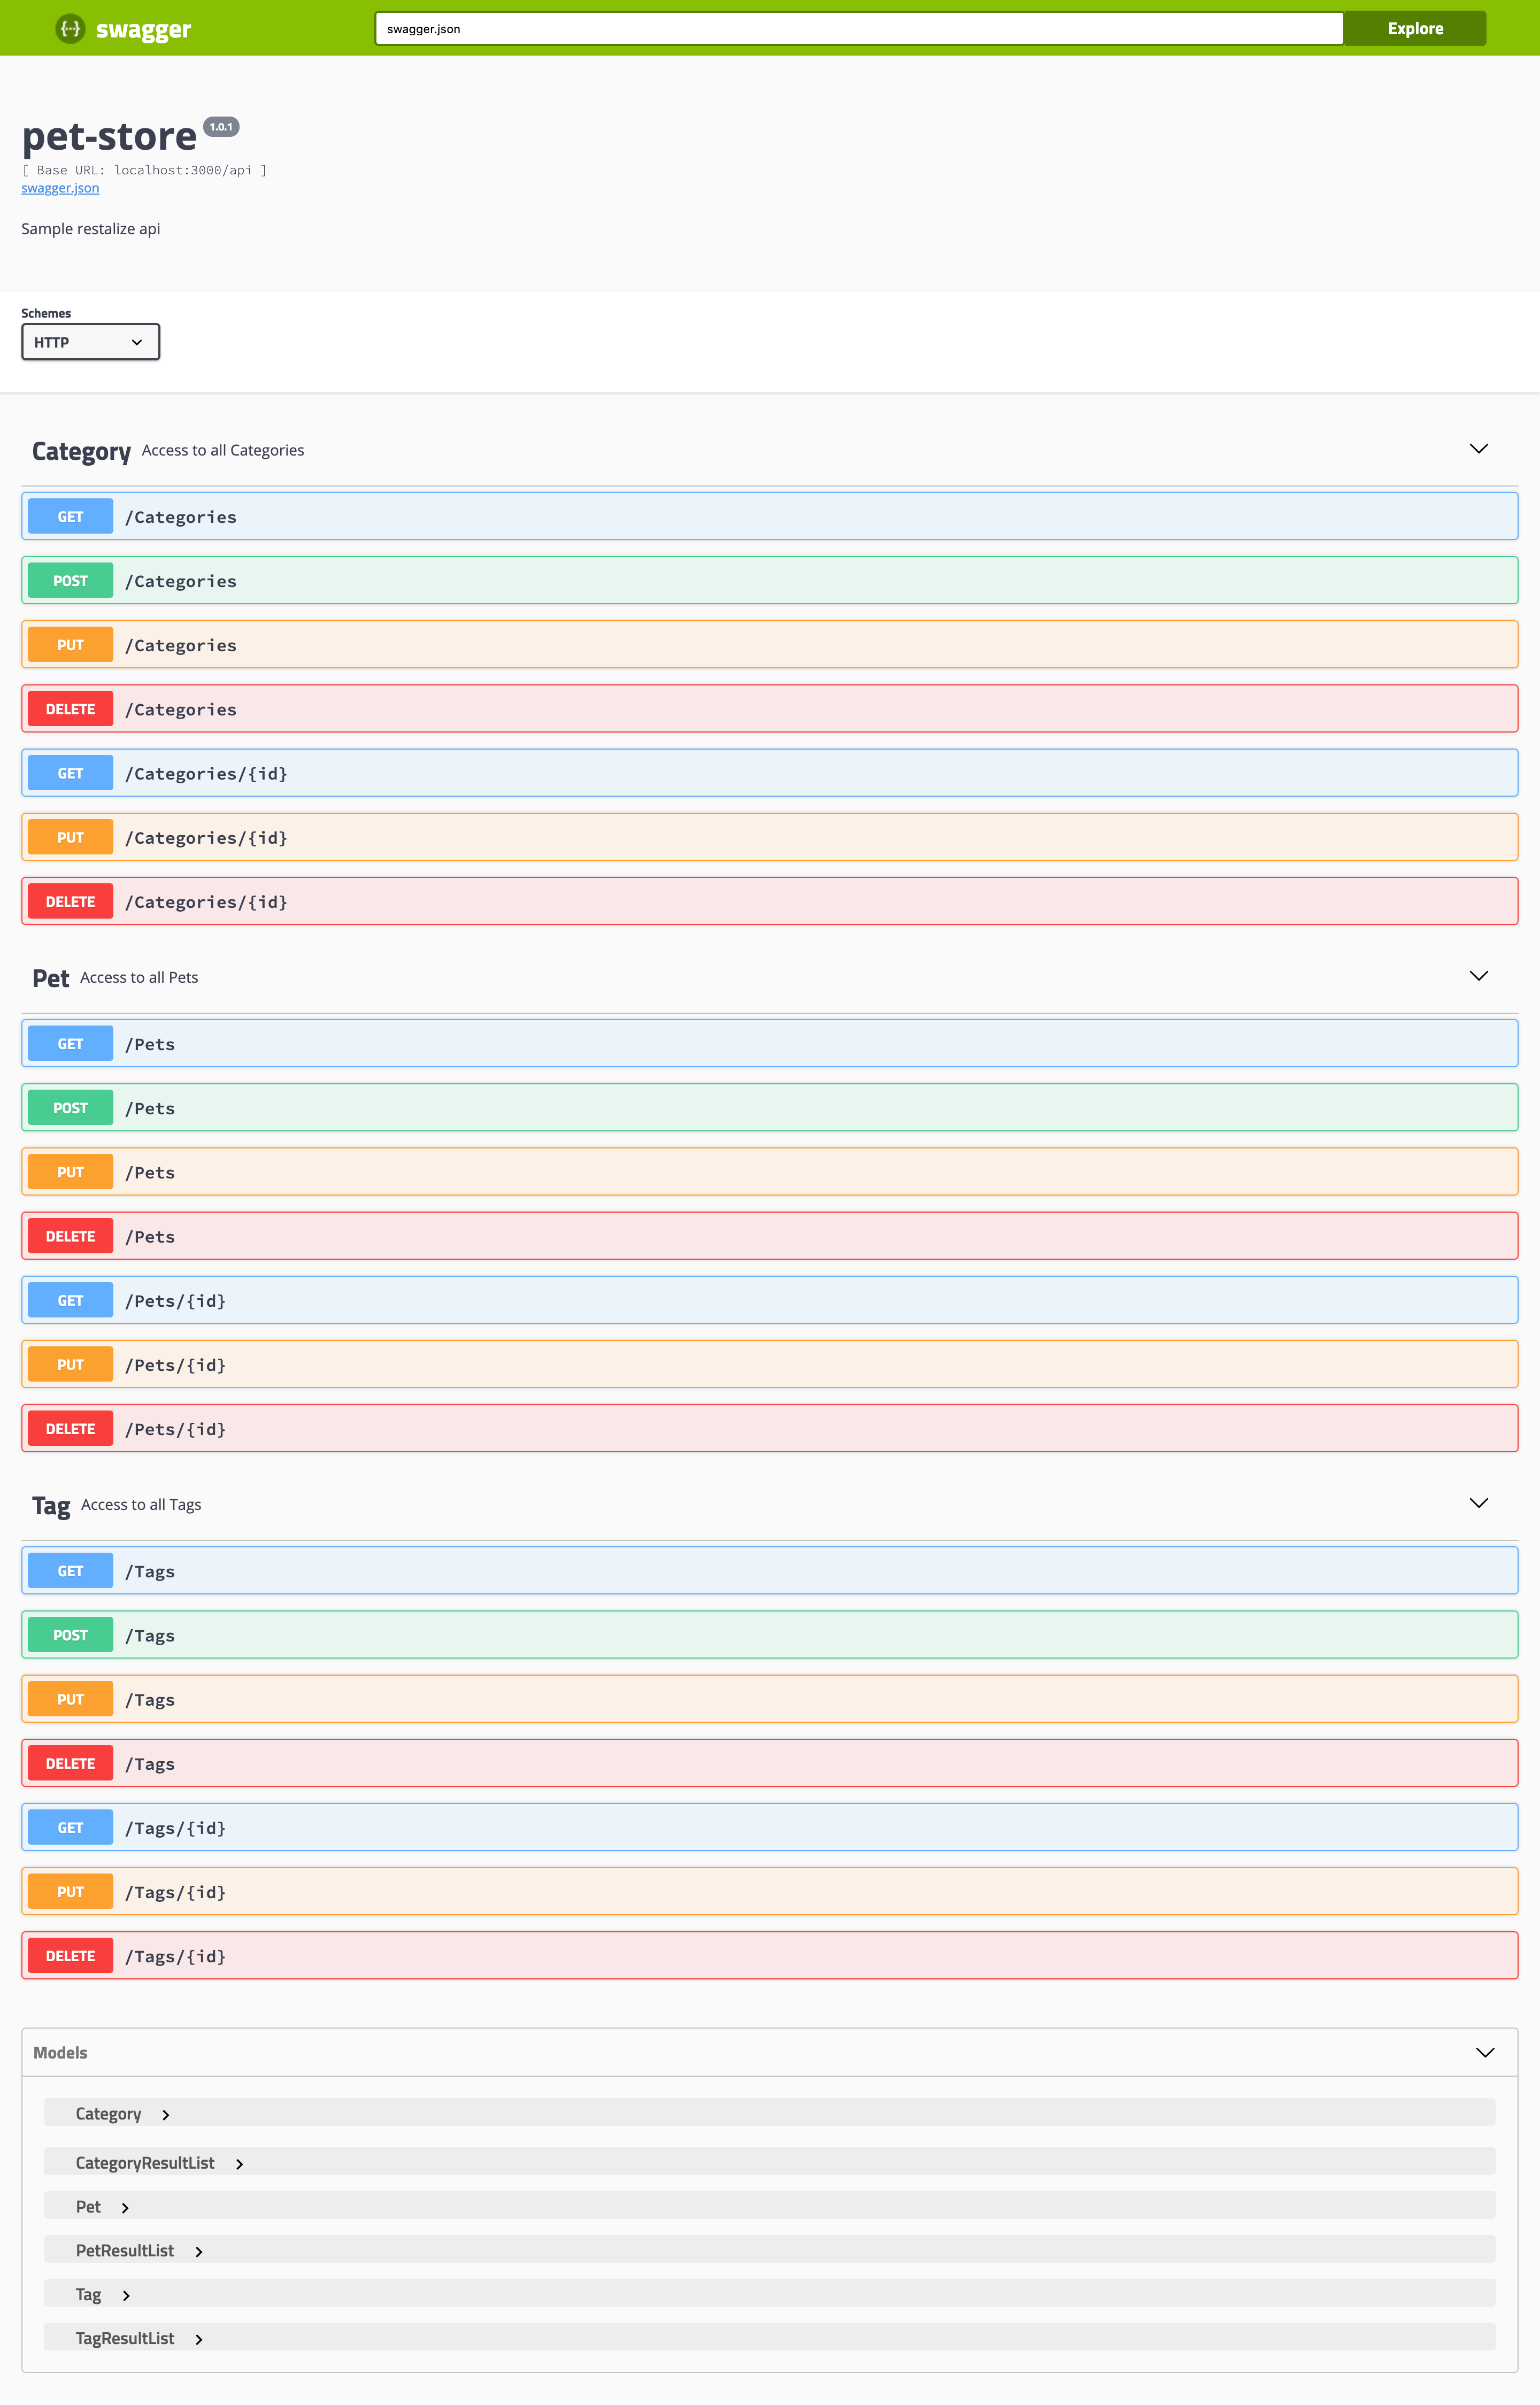 swagger
swagger.json
Explore
pet-store 1.0.1
[ Base URL: localhost:3000/api ]
swagger.json
Sample restalize api
Schemes
HTTP
Category Access to all Categories
GET /Categories
POST /Categories
PUT /Categories
DELETE /Categories
GET /Categories/{id}
PUT /Categories/{id}
DELETE /Categories/{id}
Pet Access to all Pets
GET /Pets
POST /Pets
PUT /Pets
DELETE /Pets
GET /Pets/{id}
PUT /Pets/{id}
DELETE /Pets/{id}
Tag Access to all Tags
GET /Tags
POST /Tags
PUT /Tags
DELETE /Tags
GET /Tags/{id}
PUT /Tags/{id}
DELETE /Tags/{id}
Models
Category
CategoryResultList
Pet
PetResultList
Tag
TagResultList